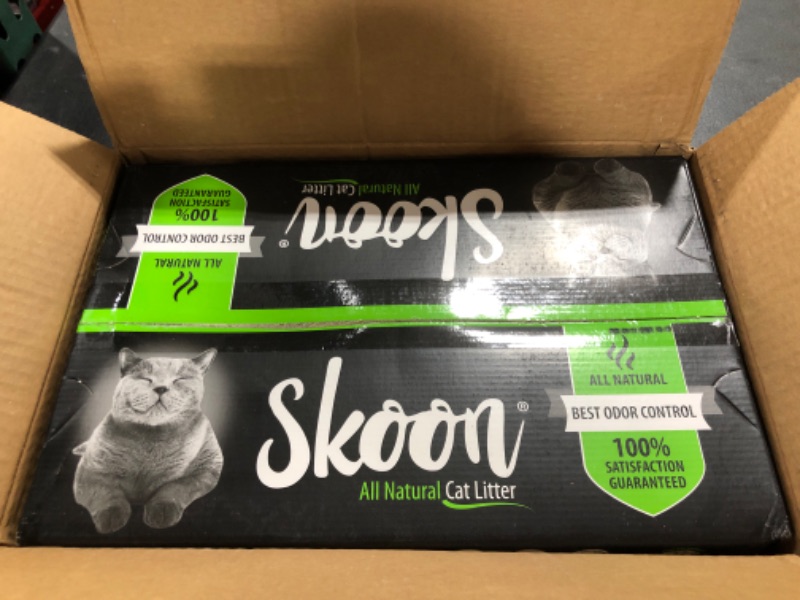 All Natural Cat Litter
Skoon®
100%
SATISFACTION
GUARANTEED
BEST ODOR CONTROL
ALL NATURAL
Skoon®
All Natural Cat Litter
ALL NATURAL
BEST ODOR CONTROL
100%
SATISFACTION
GUARANTEED